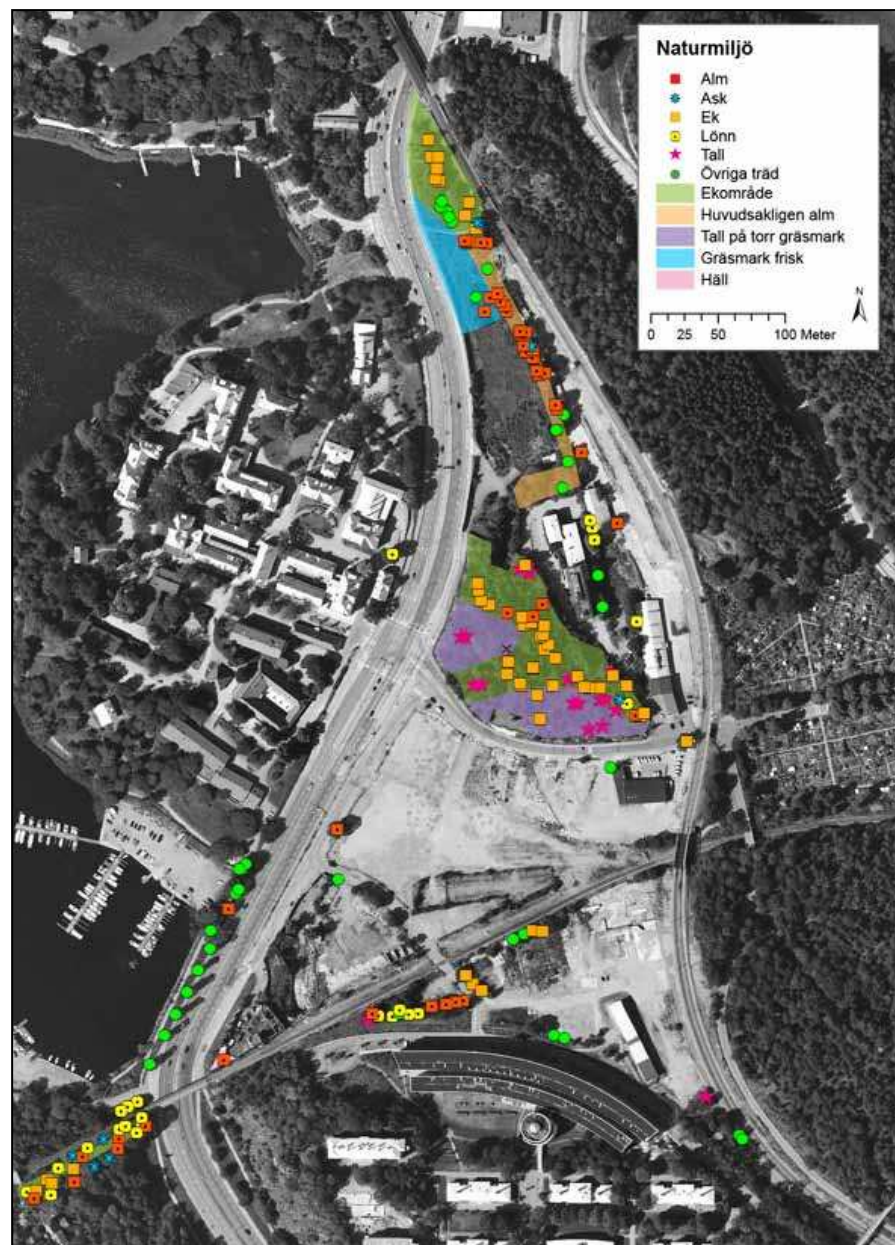 Naturmiljö
Alm
Ask
Ek
Lönn
Tall
Övriga träd
Ekområde
Huvudsakligen alm
Tall på torr gräsmark
Gräsmark frisk
Häll
N
0 25 50 100 Meter